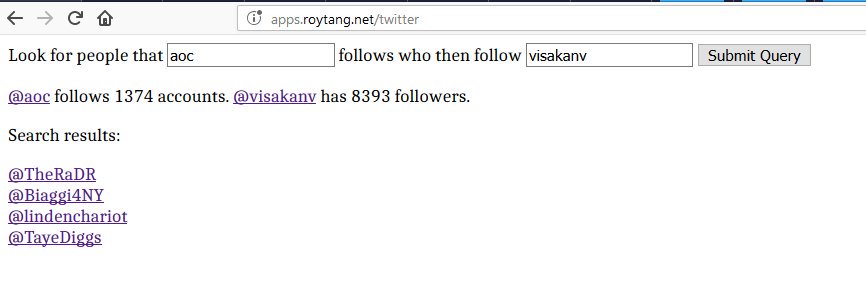 apps.roytang.net/twitter
Look for people that aoc follows who then follow visakanv Submit Query
@aoc follows 1374 accounts. @visakanv has 8393 followers.
Search results:
@TheRaDR
@Biaggi4NY
@lindenchariot
@TayeDiggs